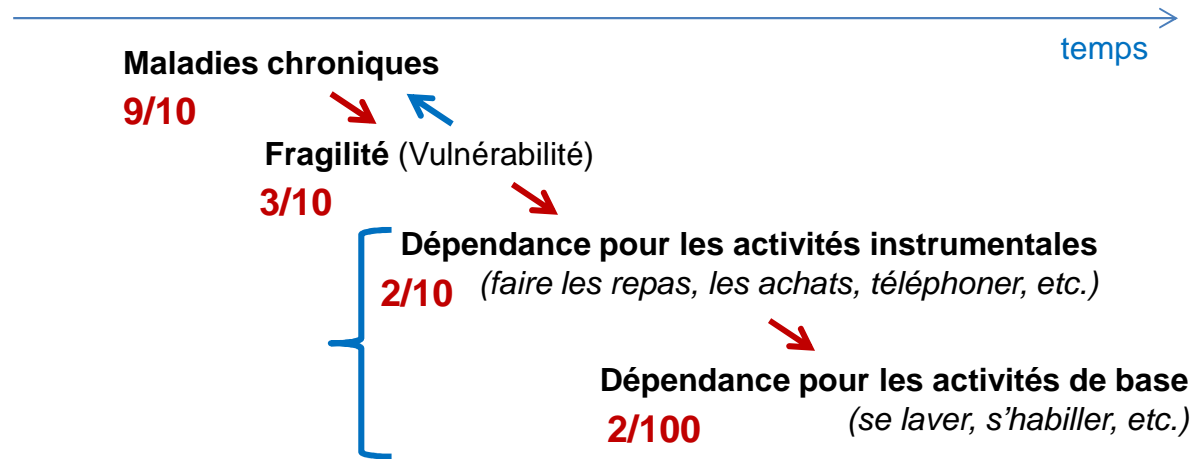 temps
Maladies chroniques
9/10
Fragilité (Vulnérabilité)
3/10
Dépendance pour les activités instrumentales
2/10 (faire les repas, les achats, téléphoner, etc.)
Dépendance pour les activités de base
2/100 (se laver, s'habiller, etc.)